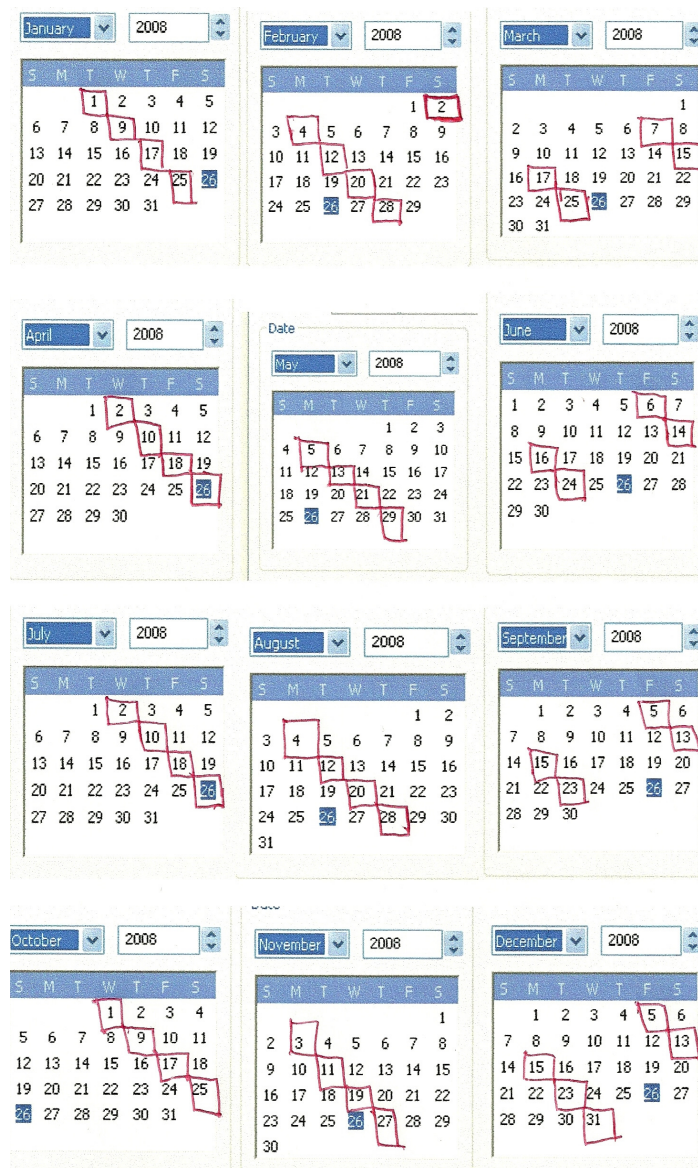 January 2008
S M T W T F S
1 2 3 4 5
6 7 8 9 10 11 12
13 14 15 16 17 18 19
20 21 22 23 24 25 26
27 28 29 30 31
February 2008
S M T W T F S
1 2
3 4 5 6 7 8 9
10 11 12 13 14 15 16
17 18 19 20 21 22 23
24 25 26 27 28 29
March 2008
S M T W T F S
1
2 3 4 5 6 7 8
9 10 11 12 13 14 15
16 17 18 19 20 21 22
23 24 25 26 27 28 29
30 31
April 2008
S M T W T F S
1 2 3 4 5
6 7 8 9 10 11 12
13 14 15 16 17 18 19
20 21 22 23 24 25 26
27 28 29 30
Date
May 2008
S M T W T F S
1 2 3
4 5 6 7 8 9 10
11 12 13 14 15 16 17
18 19 20 21 22 23 24
25 26 27 28 29 30 31
June 2008
S M T W T F S
1 2 3 4 5 6 7
8 9 10 11 12 13 14
15 16 17 18 19 20 21
22 23 24 25 26 27 28
29 30
July 2008
S M T W T F S
1 2 3 4 5
6 7 8 9 10 11 12
13 14 15 16 17 18 19
20 21 22 23 24 25 26
27 28 29 30 31
August 2008
S M T W T F S
1 2
3 4 5 6 7 8 9
10 11 12 13 14 15 16
17 18 19 20 21 22 23
24 25 26 27 28 29 30
31
September 2008
S M T W T F S
1 2 3 4 5 6
7 8 9 10 11 12 13
14 15 16 17 18 19 20
21 22 23 24 25 26 27
28 29 30
October 2008
S M T W T F S
1 2 3 4
5 6 7 8 9 10 11
12 13 14 15 16 17 18
19 20 21 22 23 24 25
26 27 28 29 30 31
November 2008
S M T W T F S
1
2 3 4 5 6 7 8
9 10 11 12 13 14 15
16 17 18 19 20 21 22
23 24 25 26 27 28 29
30
December 2008
S M T W T F S
1 2 3 4 5 6
7 8 9 10 11 12 13
14 15 16 17 18 19 20
21 22 23 24 25 26 27
28 29 30 31